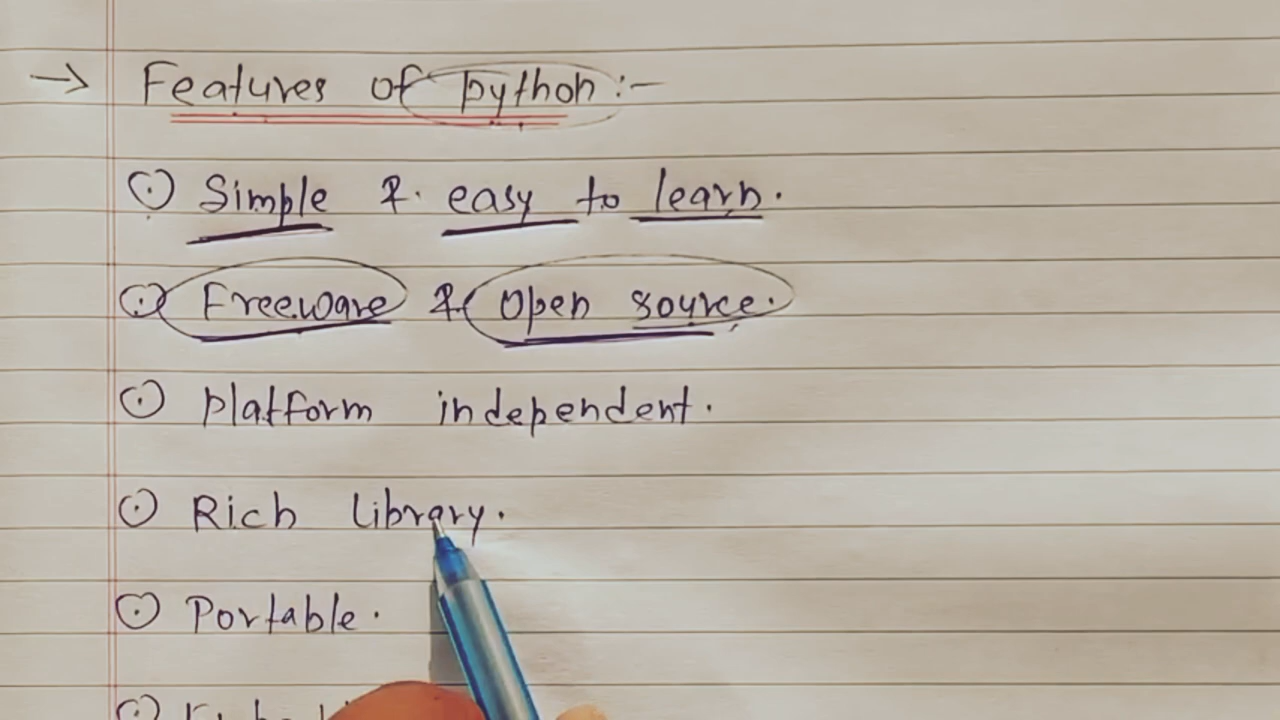 → Features of python :-
⊙ Simple & easy to learn.
⊙ Freeware & Open source.
⊙ Platform independent.
⊙ Rich Library.
⊙ Portable.